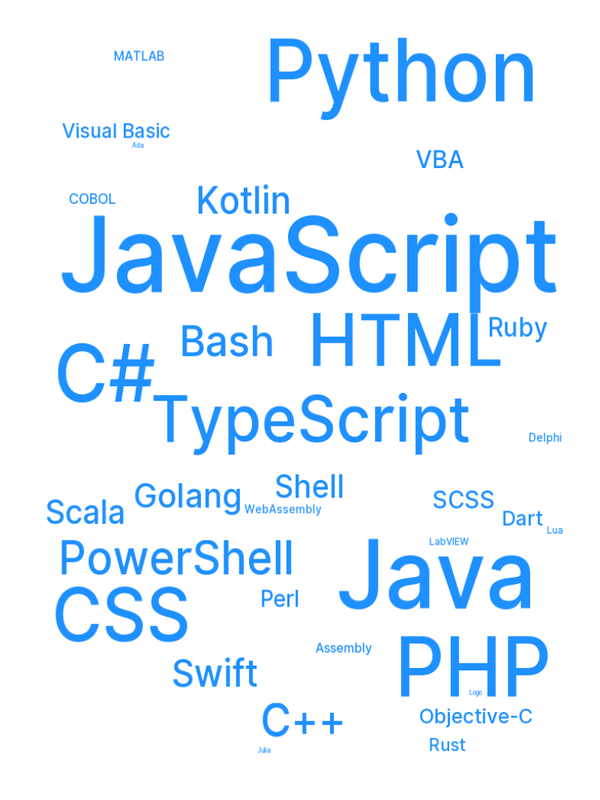 Python
MATLAB
Visual Basic
Ada
VBA
Kotlin
COBOL
JavaScript
HTML
Ruby
Bash
C#
TypeScript
Delphi
Shell
Golang
SCSS
WebAssembly
Scala
Dart
Lua
LabVIEW
PowerShell
Java
Perl
CSS
Assembly
PHP
Swift
Logo
Objective-C
C++
Rust
Julia